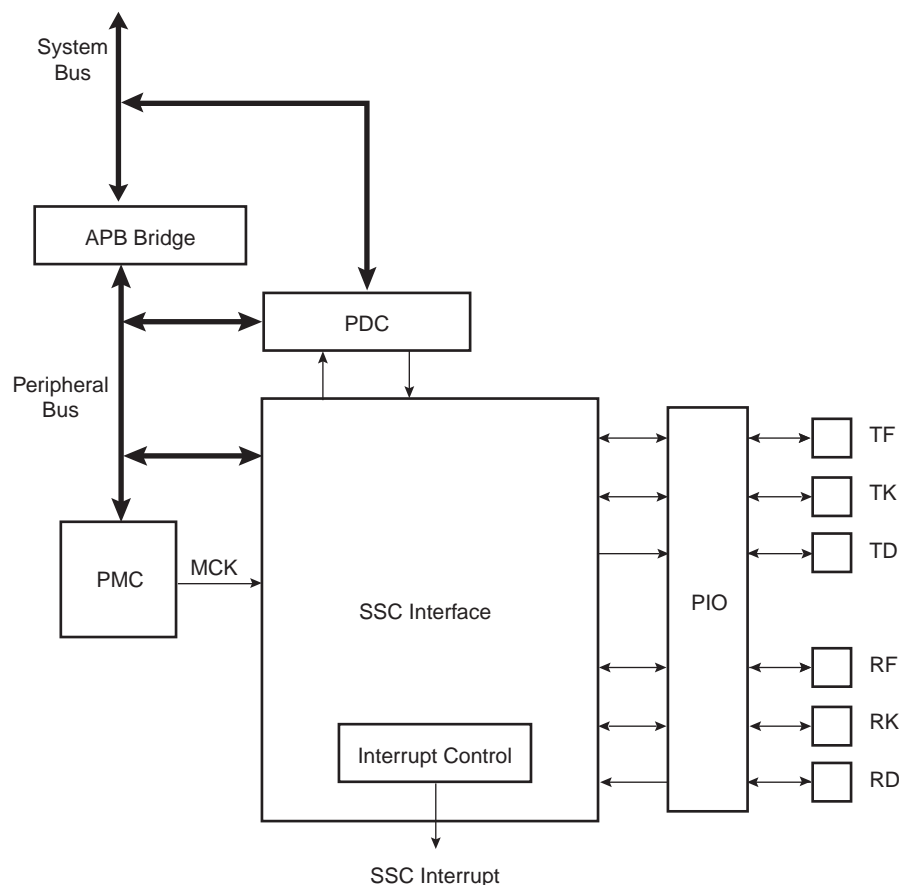 System
Bus
APB Bridge
PDC
Peripheral
Bus
PMC
MCK
SSC Interface
Interrupt Control
SSC Interrupt
PIO
TF
TK
TD
RF
RK
RD